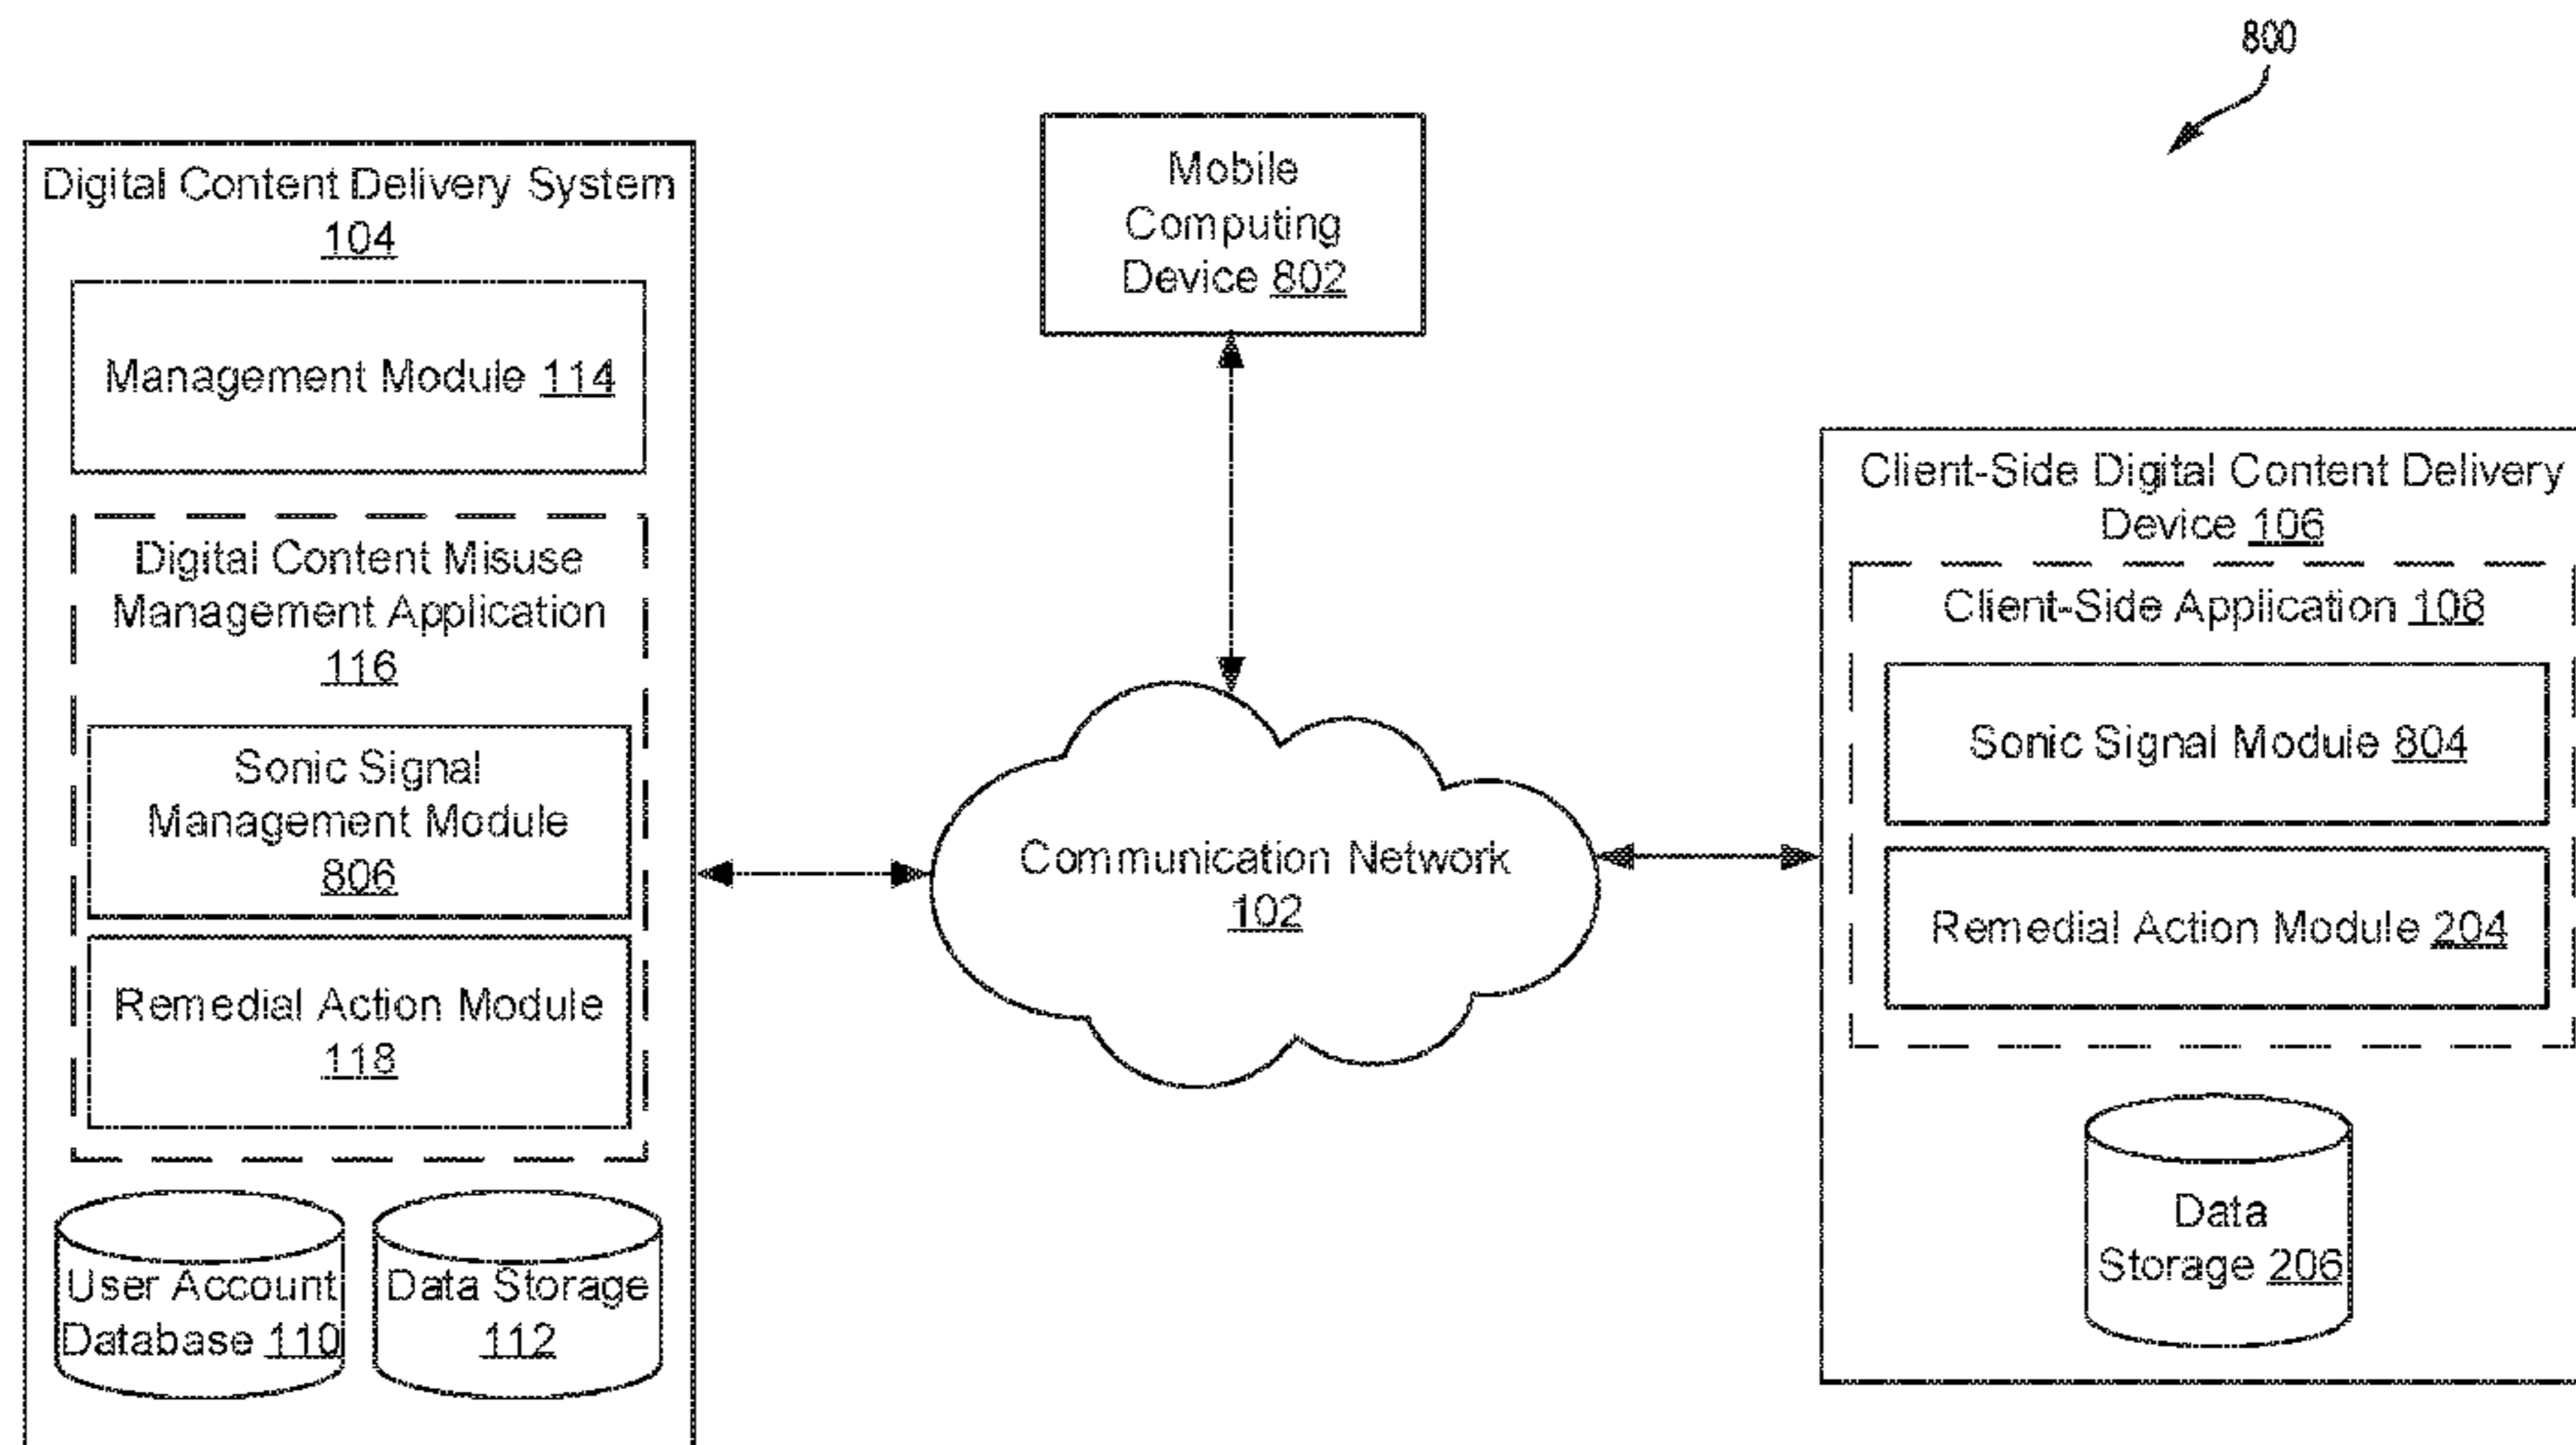 800
Digital Content Delivery System
104
Management Module 114
Digital Content Misuse
Management Application
116
Sonic Signal
Management Module
806
Remedial Action Module
118
User Account
Database 110
Data Storage
112
Mobile
Computing
Device 802
Communication Network
102
Client-Side Digital Content Delivery
Device 106
Client-Side Application 108
Sonic Signal Module 804
Remedial Action Module 204
Data
Storage 206